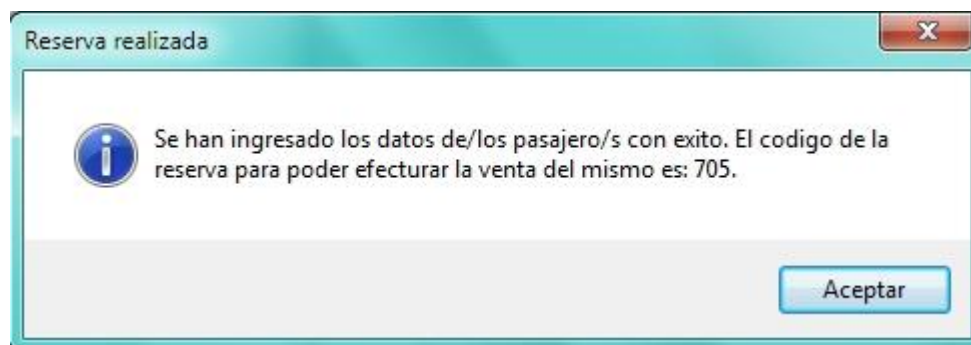 Reserva realizada
Se han ingresado los datos de/los pasajero/s con exito. El codigo de la
reserva para poder efecturar la venta del mismo es: 705.
Aceptar